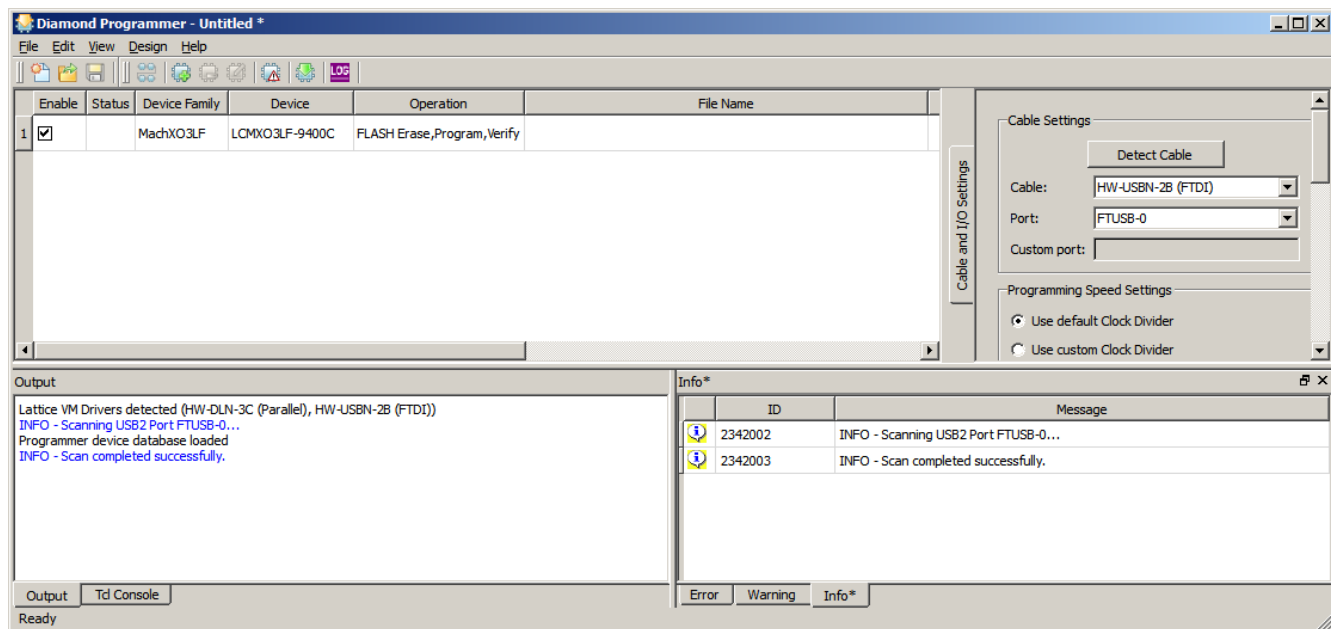 Diamond Programmer - Untitled *
File Edit View Design Help
LOG
Enable Status Device Family Device Operation File Name
1 MachXO3LF LCMXO3LF-9400C FLASH Erase,Program,Verify
Cable and I/O Settings
Cable Settings
Detect Cable
Cable: HW-USBN-2B (FTDI)
Port: FTUSB-0
Custom port:
Programming Speed Settings
Use default Clock Divider
Use custom Clock Divider
Output
Lattice VM Drivers detected (HW-DLN-3C (Parallel), HW-USBN-2B (FTDI))
INFO - Scanning USB2 Port FTUSB-0...
Programmer device database loaded
INFO - Scan completed successfully.
Output Tcl Console
Info*
ID Message
2342002 INFO - Scanning USB2 Port FTUSB-0...
2342003 INFO - Scan completed successfully.
Error Warning Info*
Ready